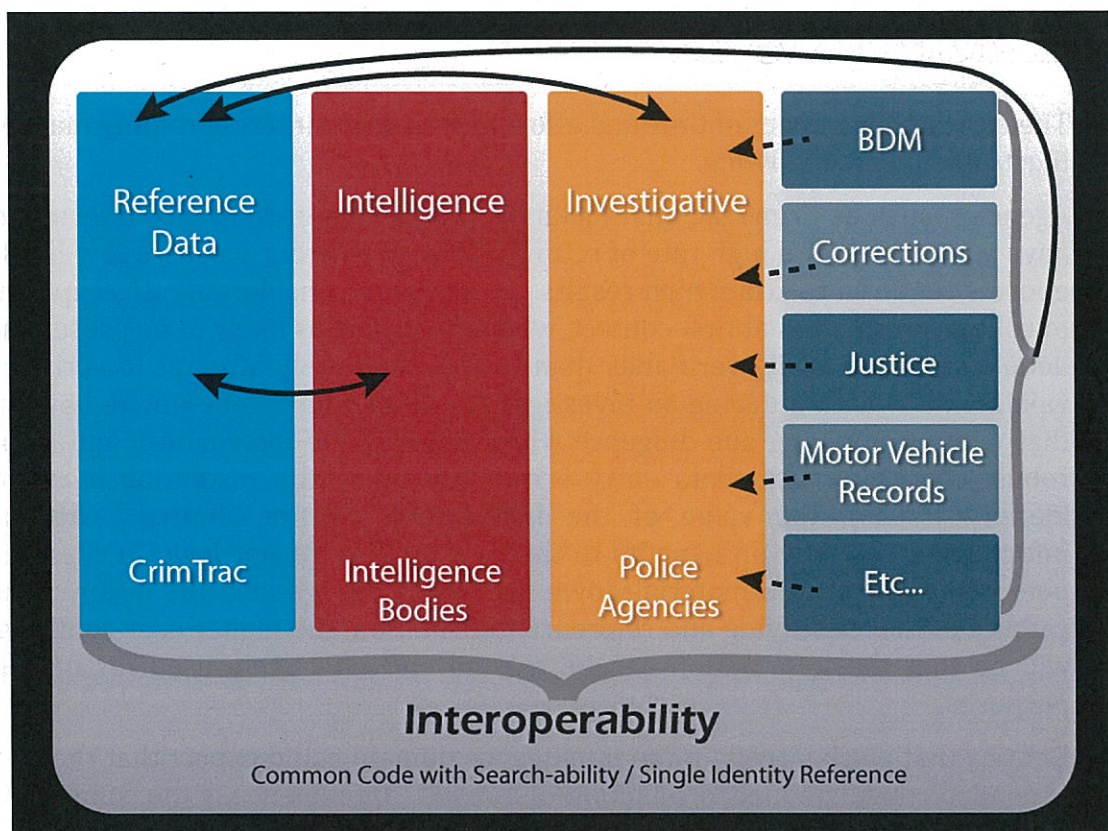 Reference
Data
CrimTrac
Intelligence
Intelligence
Bodies
Investigative
Police
Agencies
BDM
Corrections
Justice
Motor Vehicle
Records
Etc...
Interoperability
Common Code with Search-ability / Single Identity Reference